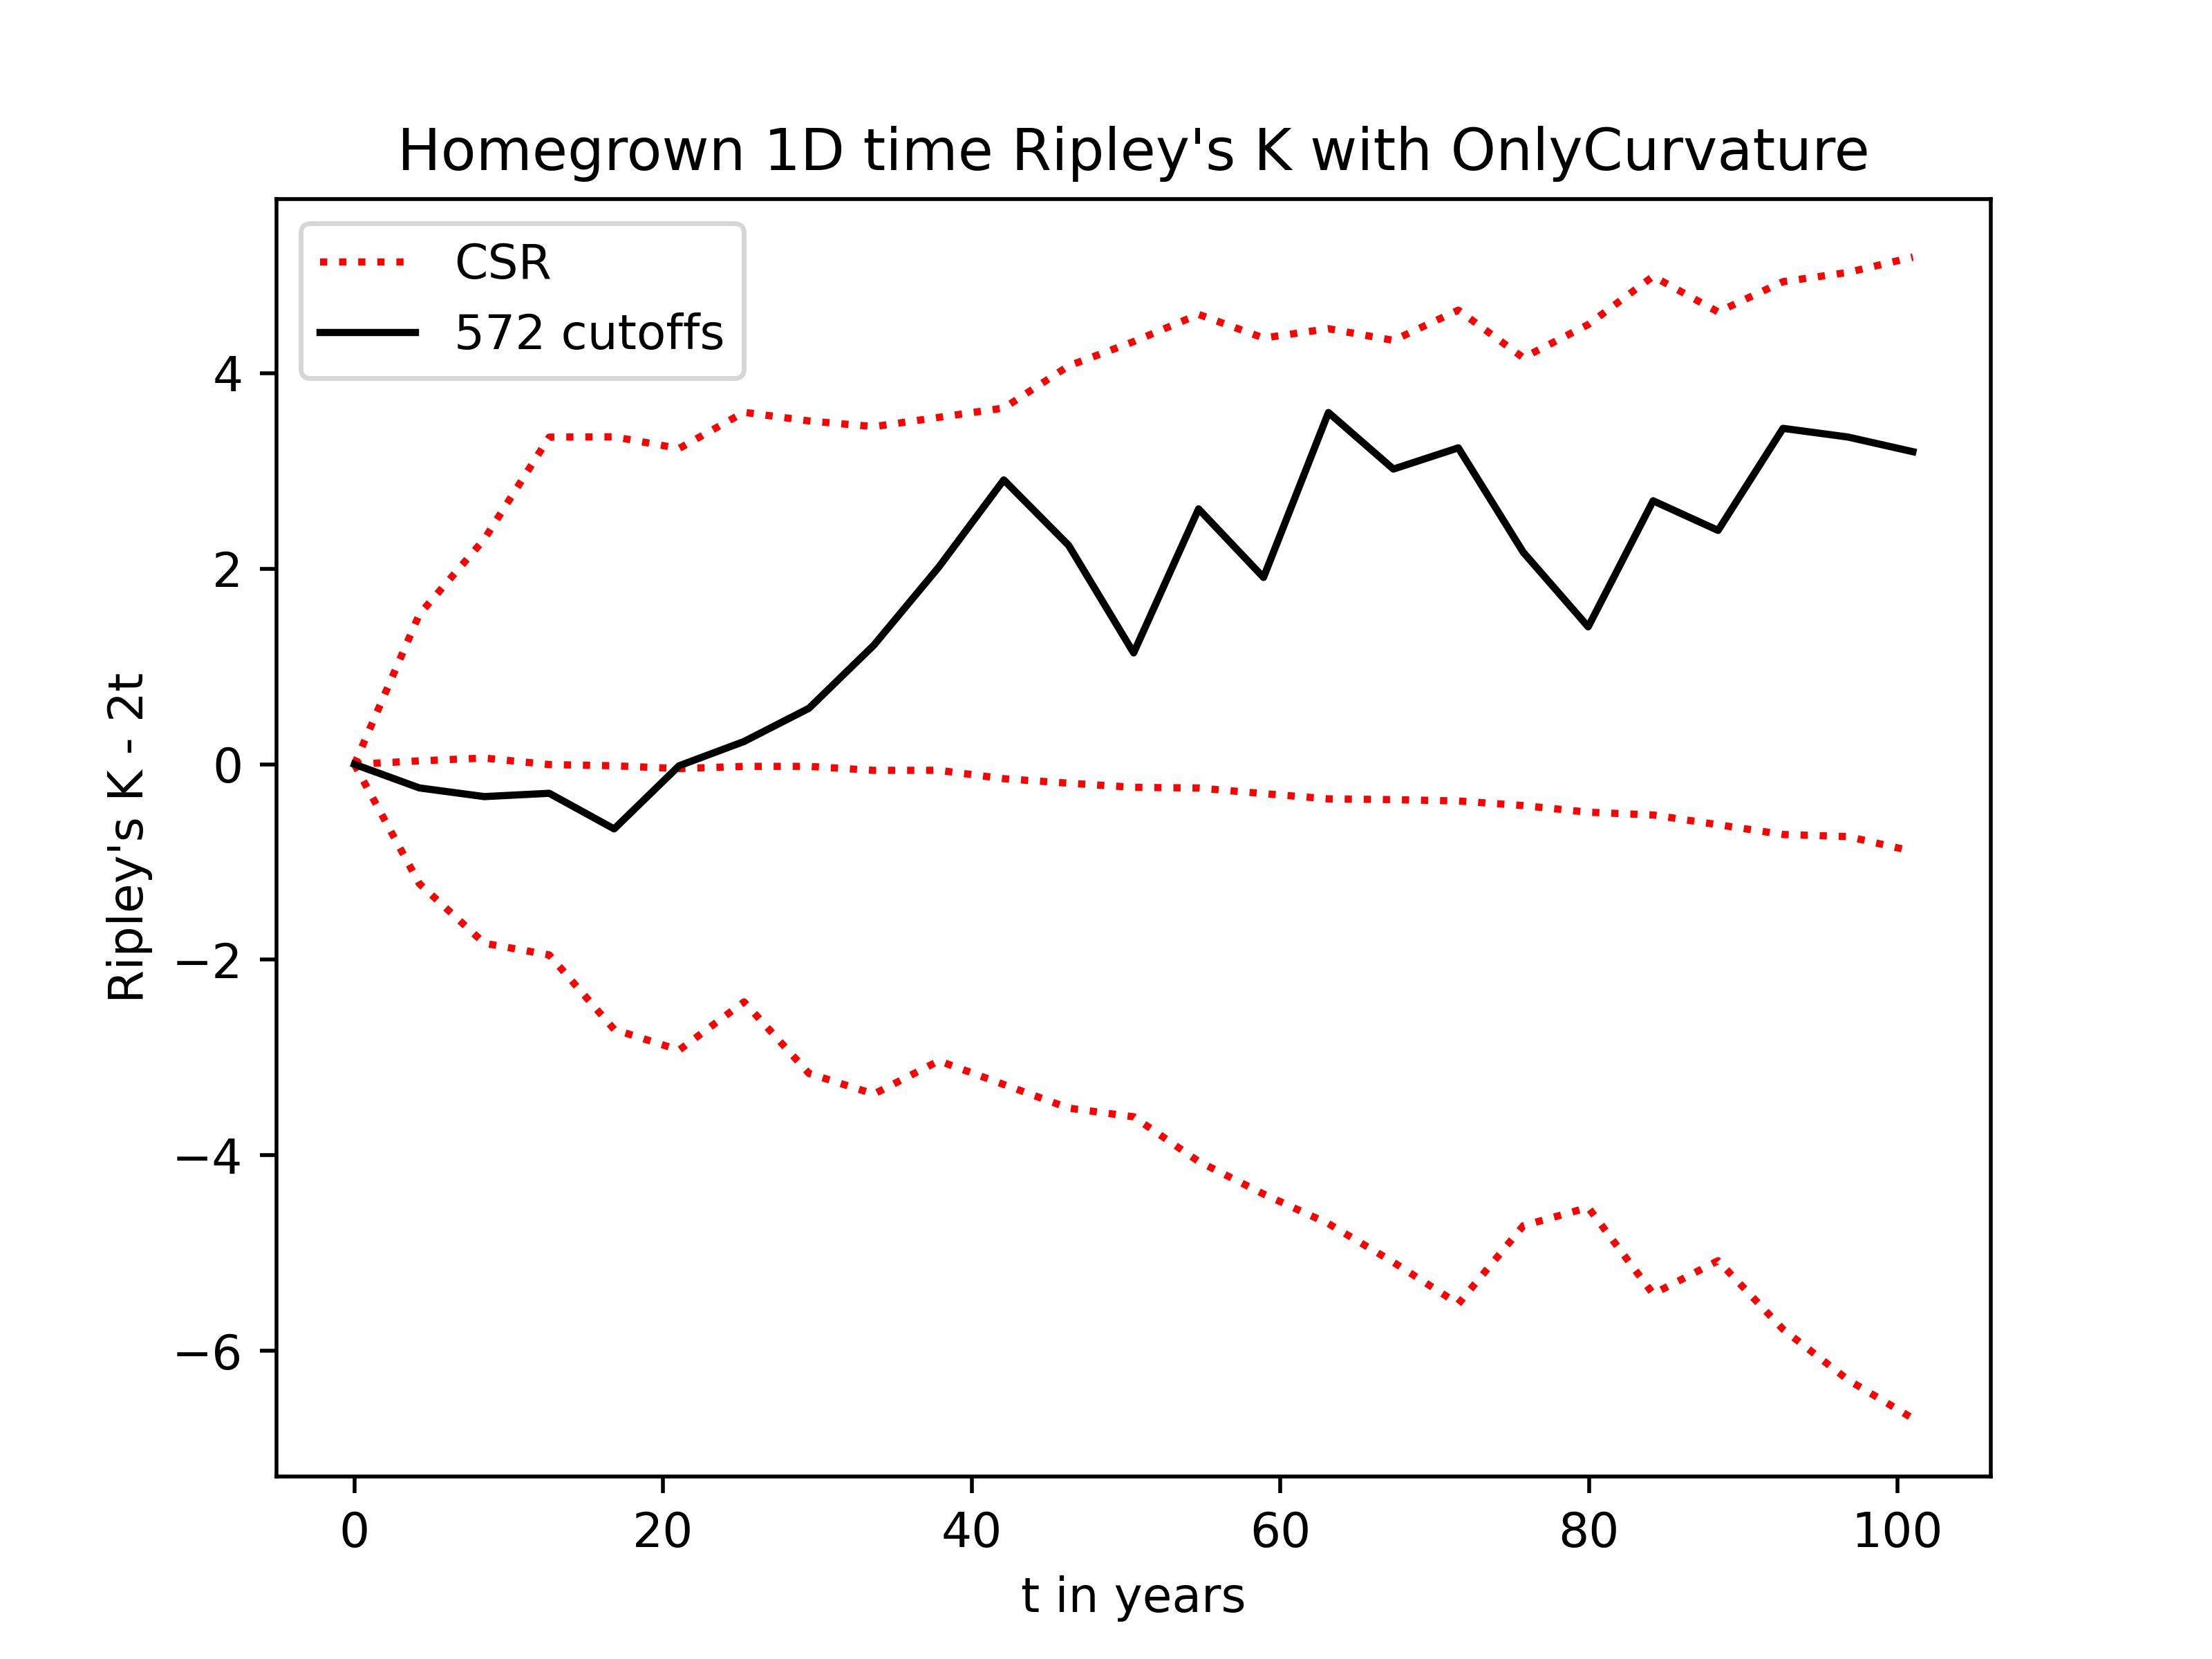 Homegrown 1D time Ripley's K with OnlyCurvature
CSR
572 cutoffs
Ripley's K - 2t
4
2
0
−2
−4
−6
0 20 40 60 80 100
t in years